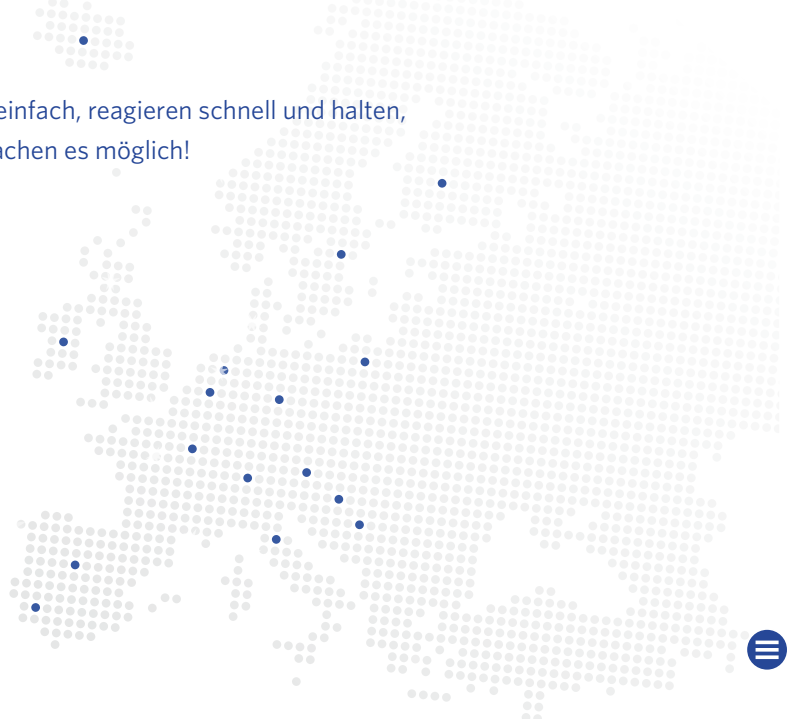 einfach, reagieren schnell und halten,
achen es möglich!